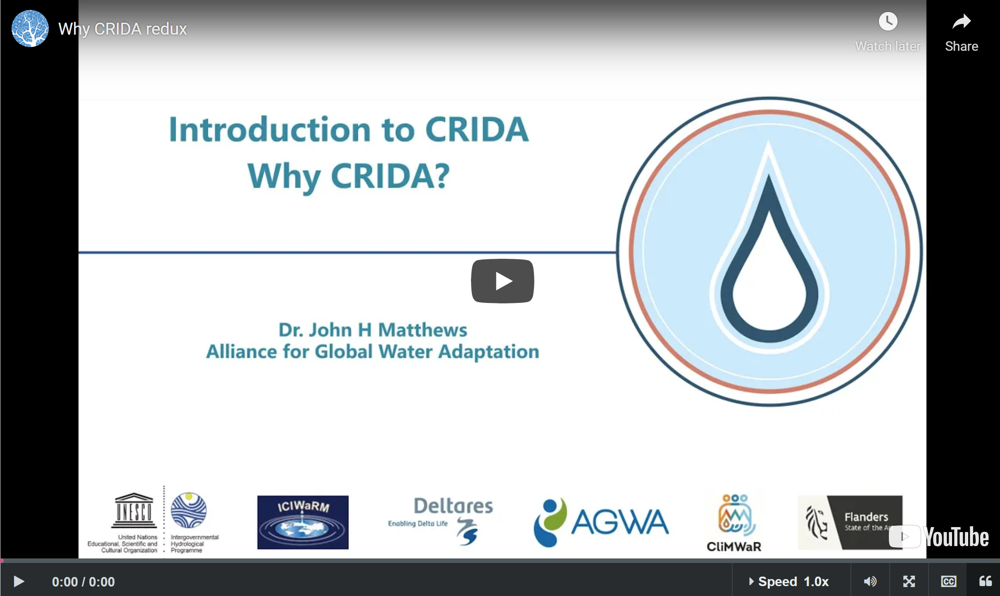 Why CRIDA redux
Watch later
Share
Introduction to CRIDA
Why CRIDA?
Dr. John H Matthews
Alliance for Global Water Adaptation
UNESCO
United Nations
Educational, Scientific and
Cultural Organization
Intergovernmental
Hydrological
Programme
ICIWaRM
Deltares
Enabling Delta Life
AGWA
CliMWaR
Flanders
State of the Art
YouTube
0:00 / 0:00
Speed 1.0x
CC